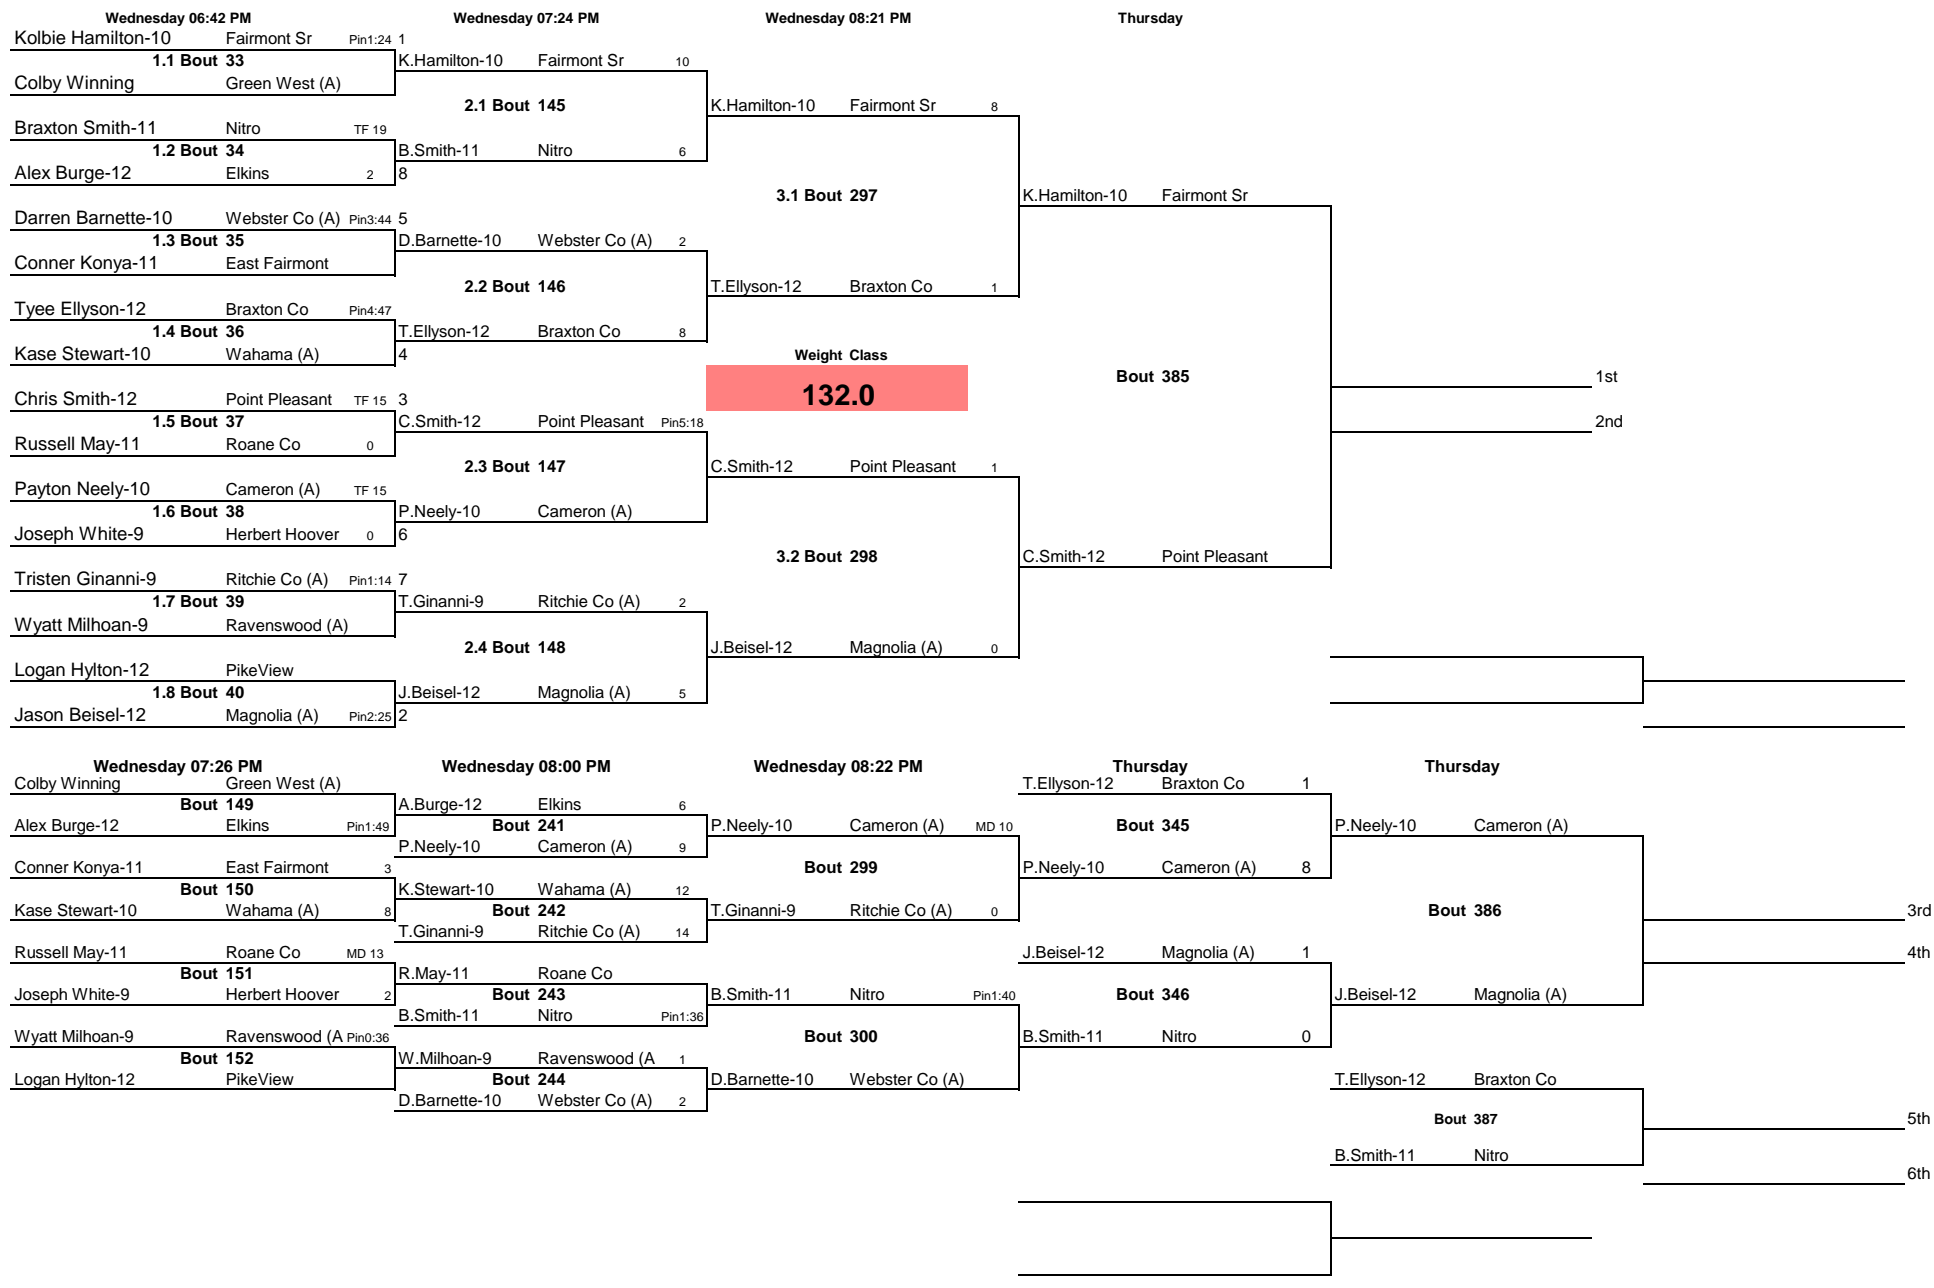 Wednesday 06:42 PM Wednesday 07:24 PM Wednesday 08:21 PM Thursday
Kolbie Hamilton-10 Fairmont Sr Pin1:24 1
1.1 Bout 33 K.Hamilton-10 Fairmont Sr 10
Colby Winning Green West (A)
2.1 Bout 145 K.Hamilton-10 Fairmont Sr 8
Braxton Smith-11 Nitro TF 19
1.2 Bout 34 B.Smith-11 Nitro 6
Alex Burge-12 Elkins 2 8
3.1 Bout 297 K.Hamilton-10 Fairmont Sr
Darren Barnette-10 Webster Co (A) Pin3:44 5
1.3 Bout 35 D.Barnette-10 Webster Co (A) 2
Conner Konya-11 East Fairmont
2.2 Bout 146 T.Ellyson-12 Braxton Co 1
Tyee Ellyson-12 Braxton Co Pin4:47
1.4 Bout 36 T.Ellyson-12 Braxton Co 8
Kase Stewart-10 Wahama (A) 4 Weight Class
Bout 385 1st
132.0
Chris Smith-12 Point Pleasant TF 15 3
1.5 Bout 37 C.Smith-12 Point Pleasant Pin5:18 2nd
Russell May-11 Roane Co 0
2.3 Bout 147 C.Smith-12 Point Pleasant 1
Payton Neely-10 Cameron (A) TF 15
1.6 Bout 38 P.Neely-10 Cameron (A)
Joseph White-9 Herbert Hoover 0 6
3.2 Bout 298 C.Smith-12 Point Pleasant
Tristen Ginanni-9 Ritchie Co (A) Pin1:14 7
1.7 Bout 39 T.Ginanni-9 Ritchie Co (A) 2
Wyatt Milhoan-9 Ravenswood (A)
2.4 Bout 148 J.Beisel-12 Magnolia (A) 0
Logan Hylton-12 PikeView
1.8 Bout 40 J.Beisel-12 Magnolia (A) 5
Jason Beisel-12 Magnolia (A) Pin2:25 2
Wednesday 07:26 PM Wednesday 08:00 PM Wednesday 08:22 PM Thursday Thursday
Colby Winning Green West (A) T.Ellyson-12 Braxton Co 1
Bout 149 A.Burge-12 Elkins 6
Alex Burge-12 Elkins Pin1:49 Bout 241 P.Neely-10 Cameron (A) MD 10 Bout 345 P.Neely-10 Cameron (A)
P.Neely-10 Cameron (A) 9
Conner Konya-11 East Fairmont 3 Bout 299 P.Neely-10 Cameron (A) 8
Bout 150 K.Stewart-10 Wahama (A) 12
Kase Stewart-10 Wahama (A) 8 Bout 242 T.Ginanni-9 Ritchie Co (A) 0 Bout 386 3rd
T.Ginanni-9 Ritchie Co (A) 14
Russell May-11 Roane Co MD 13 J.Beisel-12 Magnolia (A) 1 4th
Bout 151 R.May-11 Roane Co
Joseph White-9 Herbert Hoover 2 Bout 243 B.Smith-11 Nitro Pin1:40 Bout 346 J.Beisel-12 Magnolia (A)
B.Smith-11 Nitro Pin1:36
Wyatt Milhoan-9 Ravenswood (A Pin0:36 Bout 300 B.Smith-11 Nitro 0
Bout 152 W.Milhoan-9 Ravenswood (A 1
Logan Hylton-12 PikeView Bout 244 D.Barnette-10 Webster Co (A) T.Ellyson-12 Braxton Co
D.Barnette-10 Webster Co (A) 2
Bout 387 5th
B.Smith-11 Nitro
6th